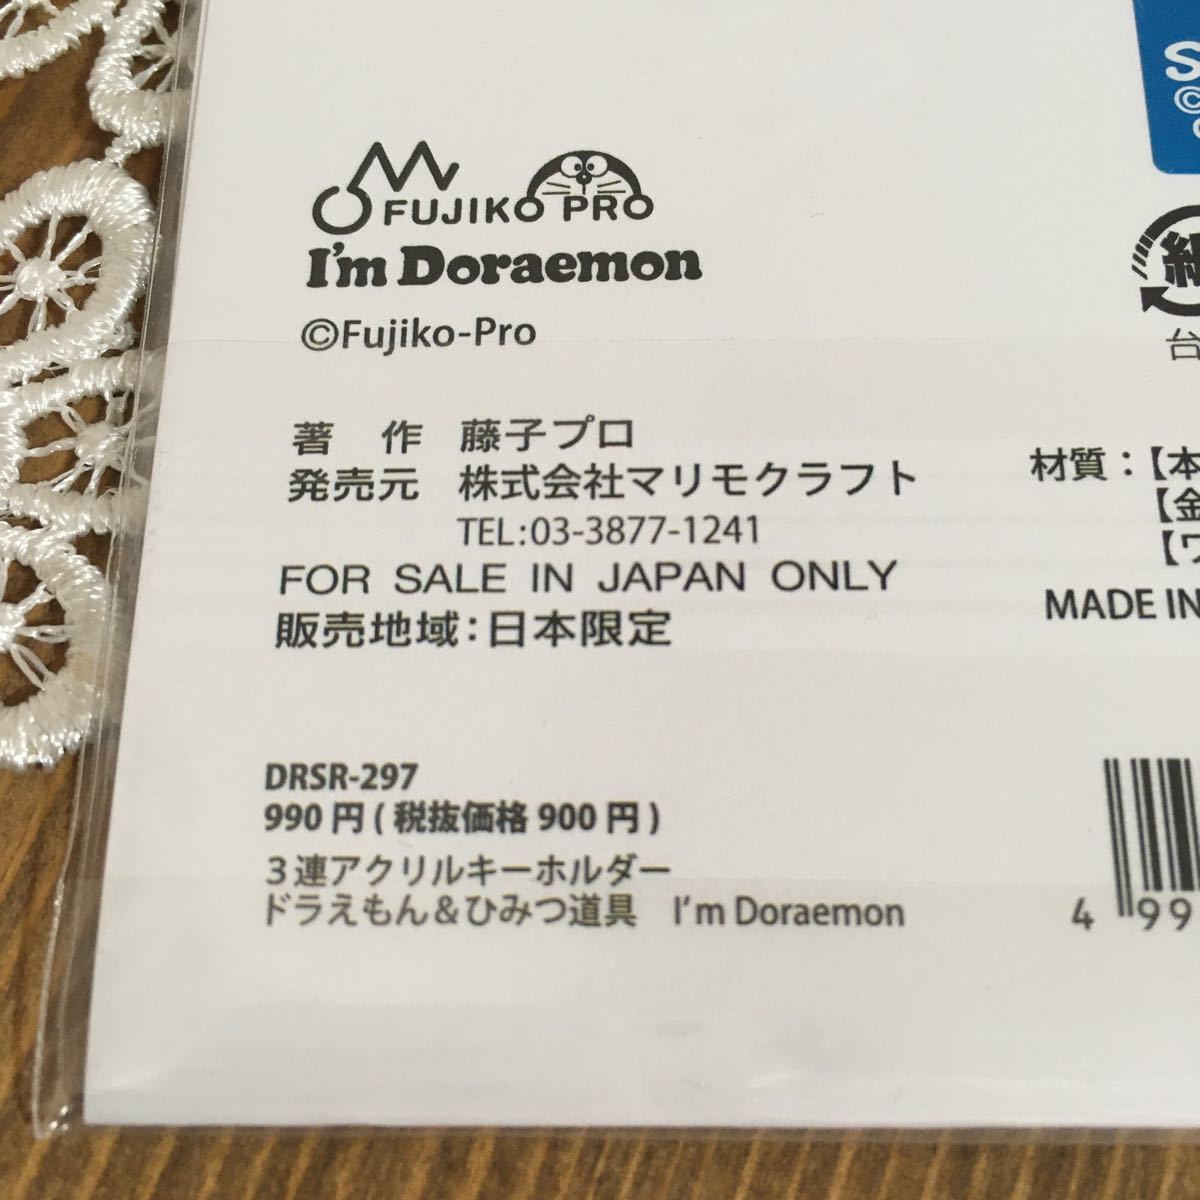 FUJIKO PRO
I'm Doraemon
©Fujiko-Pro
著　作　藤子プロ
発売元　株式会社マリモクラフト
TEL:03-3877-1241
FOR SALE IN JAPAN ONLY
販売地域：日本限定
DRSR-297
990円(税抜価格900円)
３連アクリルキーホルダー
ドラえもん＆ひみつ道具　I'm Doraemon
S
©
台
材質：【本
【金
【ワ
MADE IN
4 99